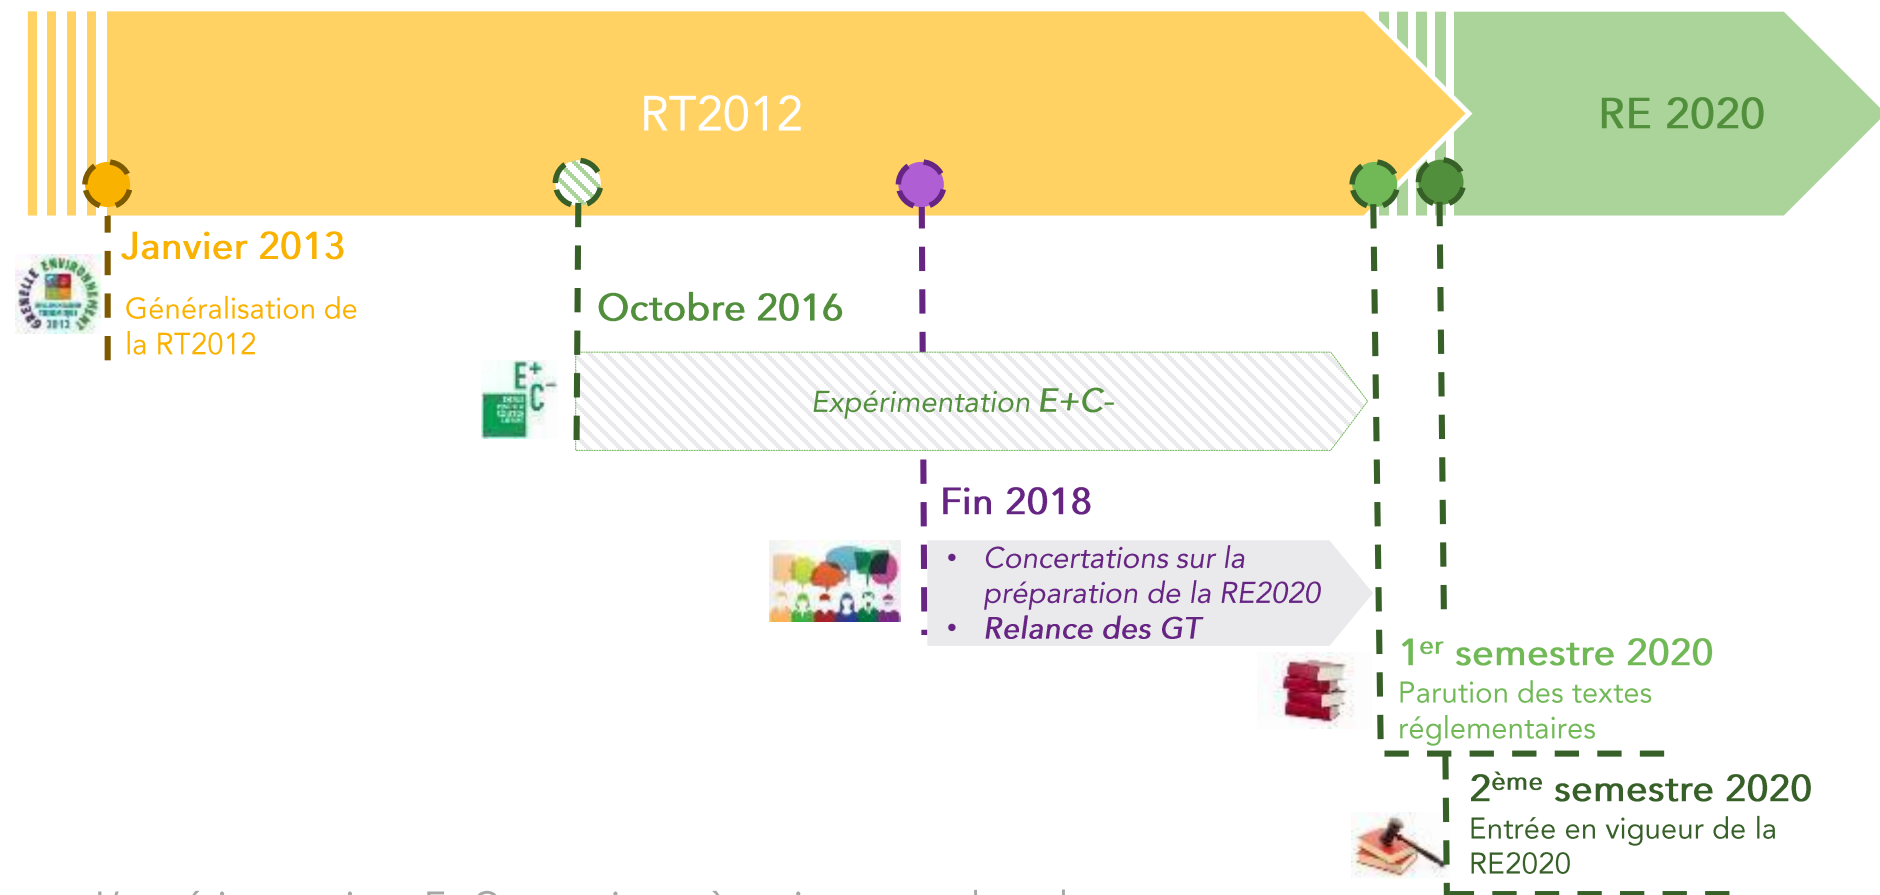 RT2012
RE 2020
Janvier 2013
Généralisation de
la RT2012
GRENELLE ENVIRONNEMENT
Octobre 2016
E+
C-
Expérimentation E+C-
Fin 2018
• Concertations sur la
préparation de la RE2020
• Relance des GT
1er semestre 2020
Parution des textes
réglementaires
2ème semestre 2020
Entrée en vigueur de la
RE2020